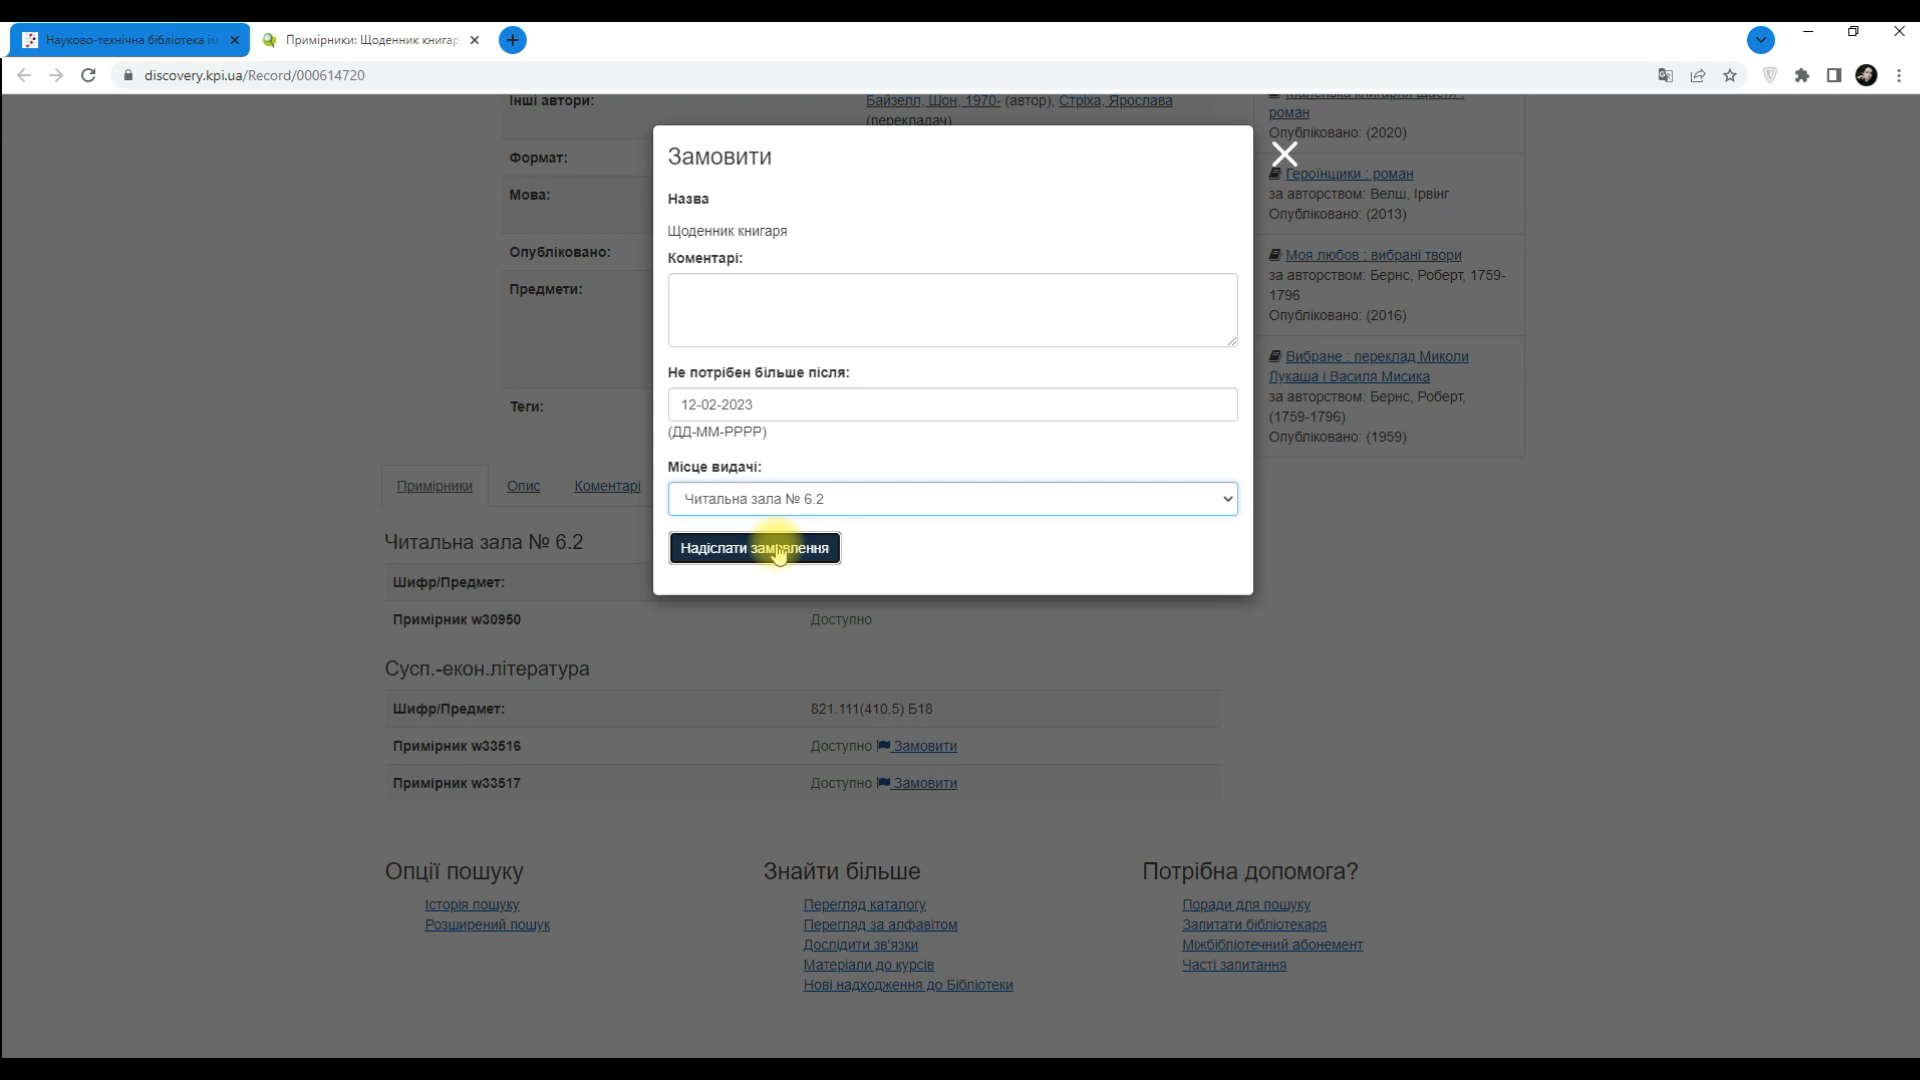 Науково-технічна бібліотека ім
Примірники: Щоденник книгар
discovery.kpi.ua/Record/000614720
Інші автори:
Байзелл, Шон, 1970- (автор), Стріха, Ярослава
(перекладач)
Формат:
Мова:
Опубліковано:
Предмети:
Теги:
Замовити
Назва
Щоденник книгаря
Коментарі:
Не потрібен більше після:
12-02-2023
(ДД-ММ-РРРР)
Місце видачі:
Читальна зала № 6.2
Надіслати замовлення
Маленька книгарня щастя :
роман
Опубліковано: (2020)
Героїнщики : роман
за авторством: Велш, Ірвінг
Опубліковано: (2013)
Моя любов : вибрані твори
за авторством: Бернс, Роберт, 1759-
1796
Опубліковано: (2016)
Вибране : переклад Миколи
Лукаша і Василя Мисика
за авторством: Бернс, Роберт,
(1759-1796)
Опубліковано: (1959)
Примірники
Опис
Коментарі
Читальна зала № 6.2
Шифр/Предмет:
Примірник w30950
Доступно
Сусп.-екон.література
Шифр/Предмет:
821.111(410.5) Б18
Примірник w33516
Доступно Замовити
Примірник w33517
Доступно Замовити
Опції пошуку
Історія пошуку
Розширений пошук
Знайти більше
Перегляд каталогу
Перегляд за алфавітом
Дослідити зв'язки
Матеріали до курсів
Нові надходження до Бібліотеки
Потрібна допомога?
Поради для пошуку
Запитати бібліотекаря
Міжбібліотечний абонемент
Часті запитання